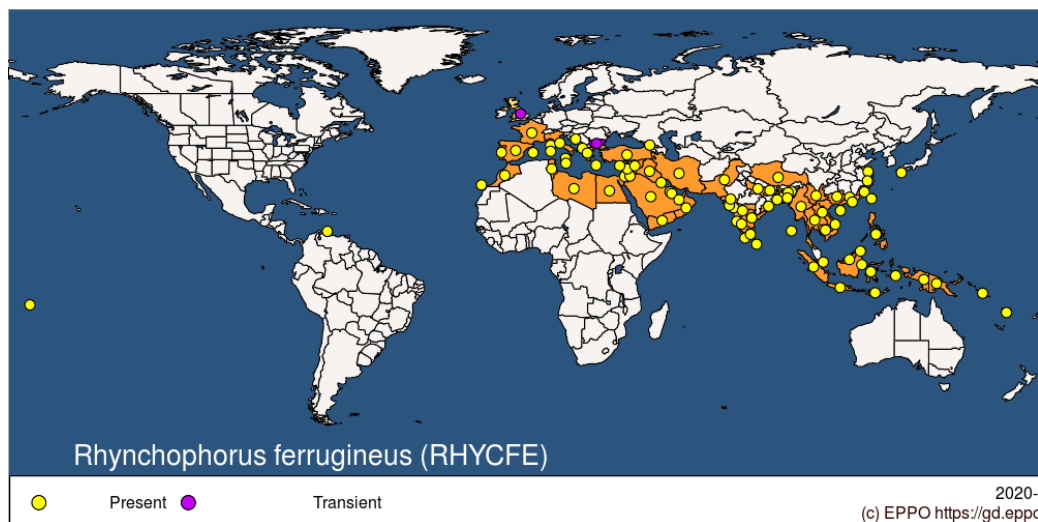 Rhynchophorus ferrugineus (RHYCFE)
Present
Transient
2020-
(c) EPPO https://gd.eppo